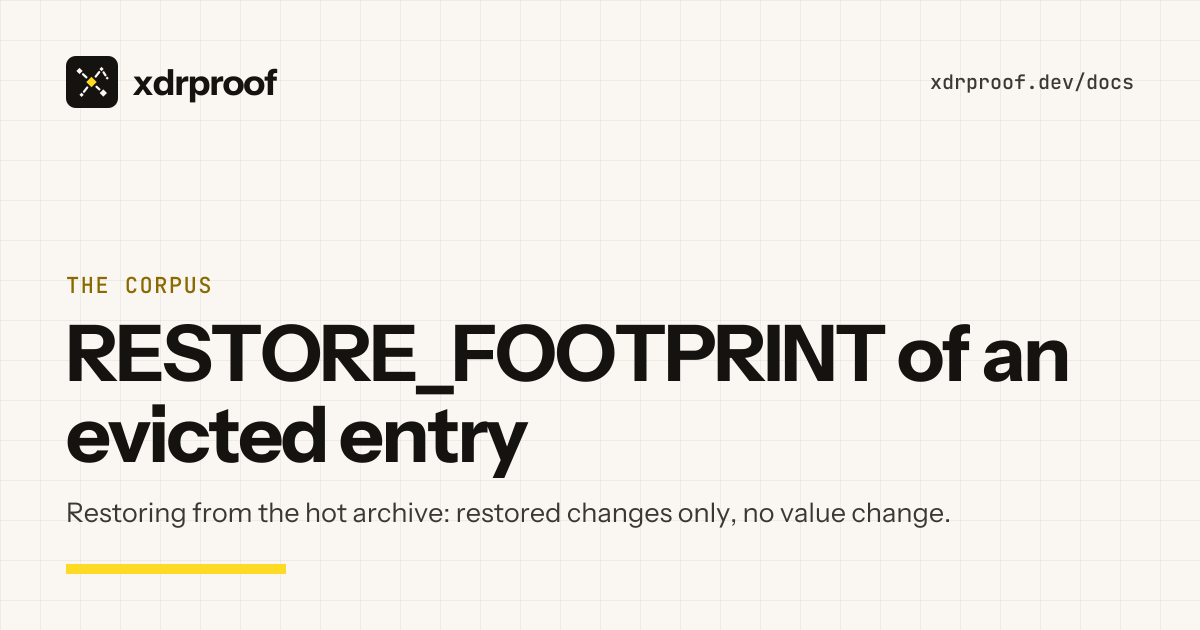 xdrproof
xdrproof.dev/docs
THE CORPUS
RESTORE_FOOTPRINT of an
evicted entry
Restoring from the hot archive: restored changes only, no value change.